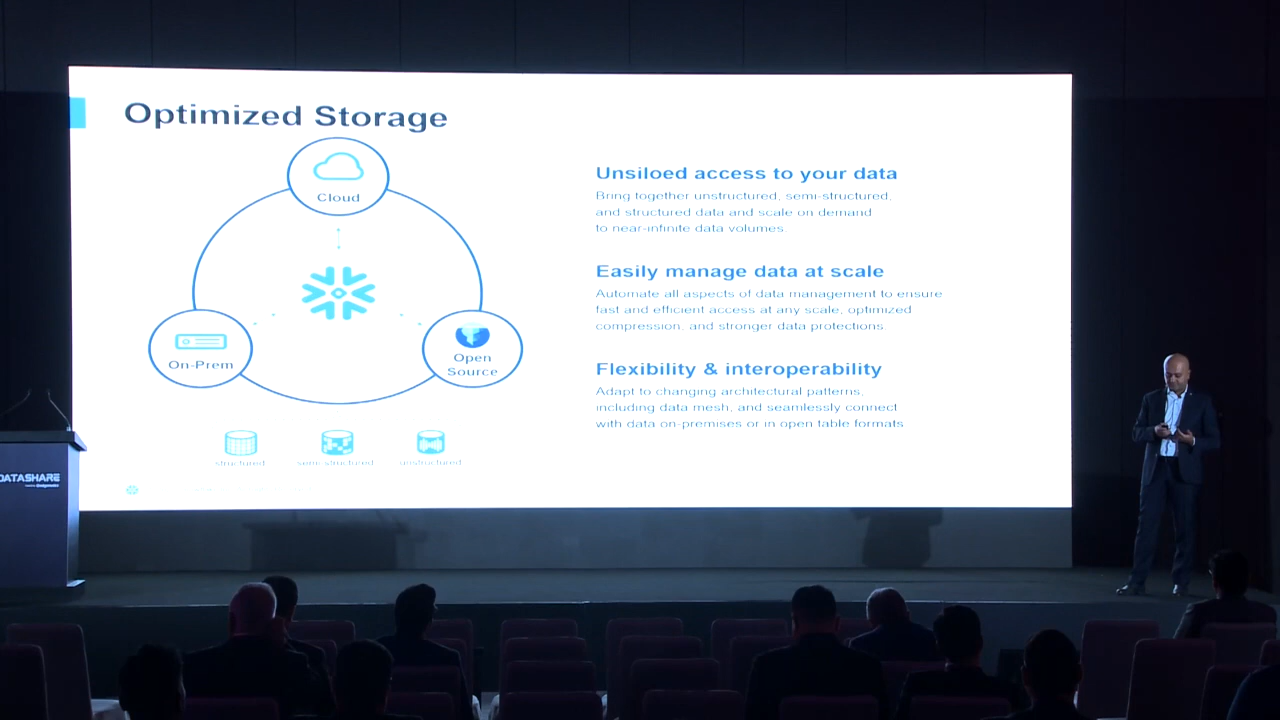 Optimized Storage
Cloud
On-Prem
Open
Source
structured
semi structured
unstructured
Unsiloed access to your data
Bring together unstructured, semi-structured,
and structured data and scale on demand
to near-infinite data volumes.
Easily manage data at scale
Automate all aspects of data management to ensure
fast and efficient access at any scale, optimized
compression, and stronger data protections.
Flexibility & interoperability
Adapt to changing architectural patterns,
including data mesh, and seamlessly connect
with data on-premises or in open table formats
DATASHARE